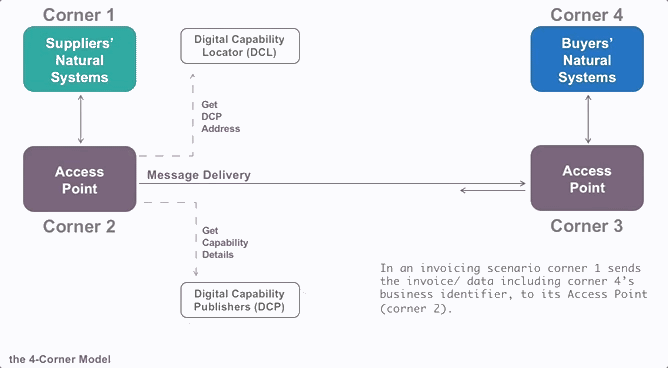 Corner 1
Corner 4
Suppliers'
Natural
Systems
Digital Capability
Locator (DCL)
Buyers'
Natural
Systems
Get
DCP
Address
Access
Point
Message Delivery
Access
Point
Corner 2
Corner 3
Get
Capability
Details
In an invoicing scenario corner 1 sends
the invoice/ data including corner 4's
business identifier, to its Access Point
(corner 2).
Digital Capability
Publishers (DCP)
the 4-Corner Model